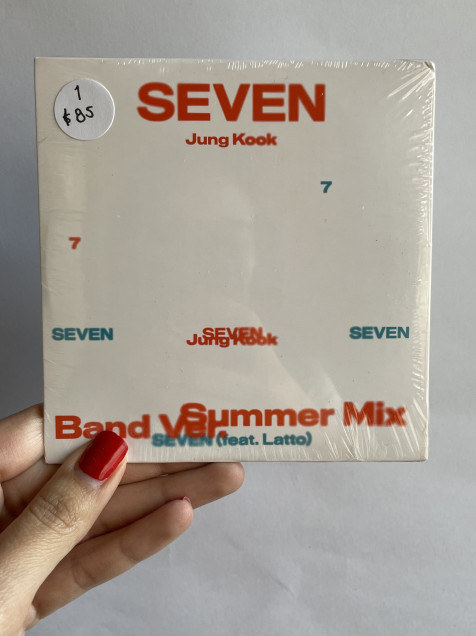 1
$85
SEVEN
Jung Kook
7
7
SEVEN
SEVEN
SEVEN
Jung Kook
Summer Mix
Band Ver.
SEVEN (feat. Latto)